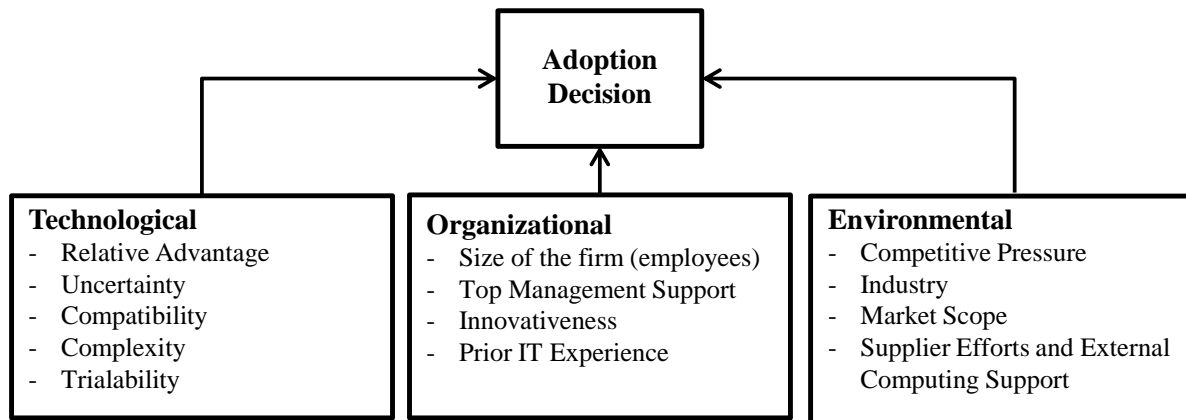 Adoption
Decision
Technological
- Relative Advantage
- Uncertainty
- Compatibility
- Complexity
- Trialability
Organizational
- Size of the firm (employees)
- Top Management Support
- Innovativeness
- Prior IT Experience
Environmental
- Competitive Pressure
- Industry
- Market Scope
- Supplier Efforts and External
Computing Support